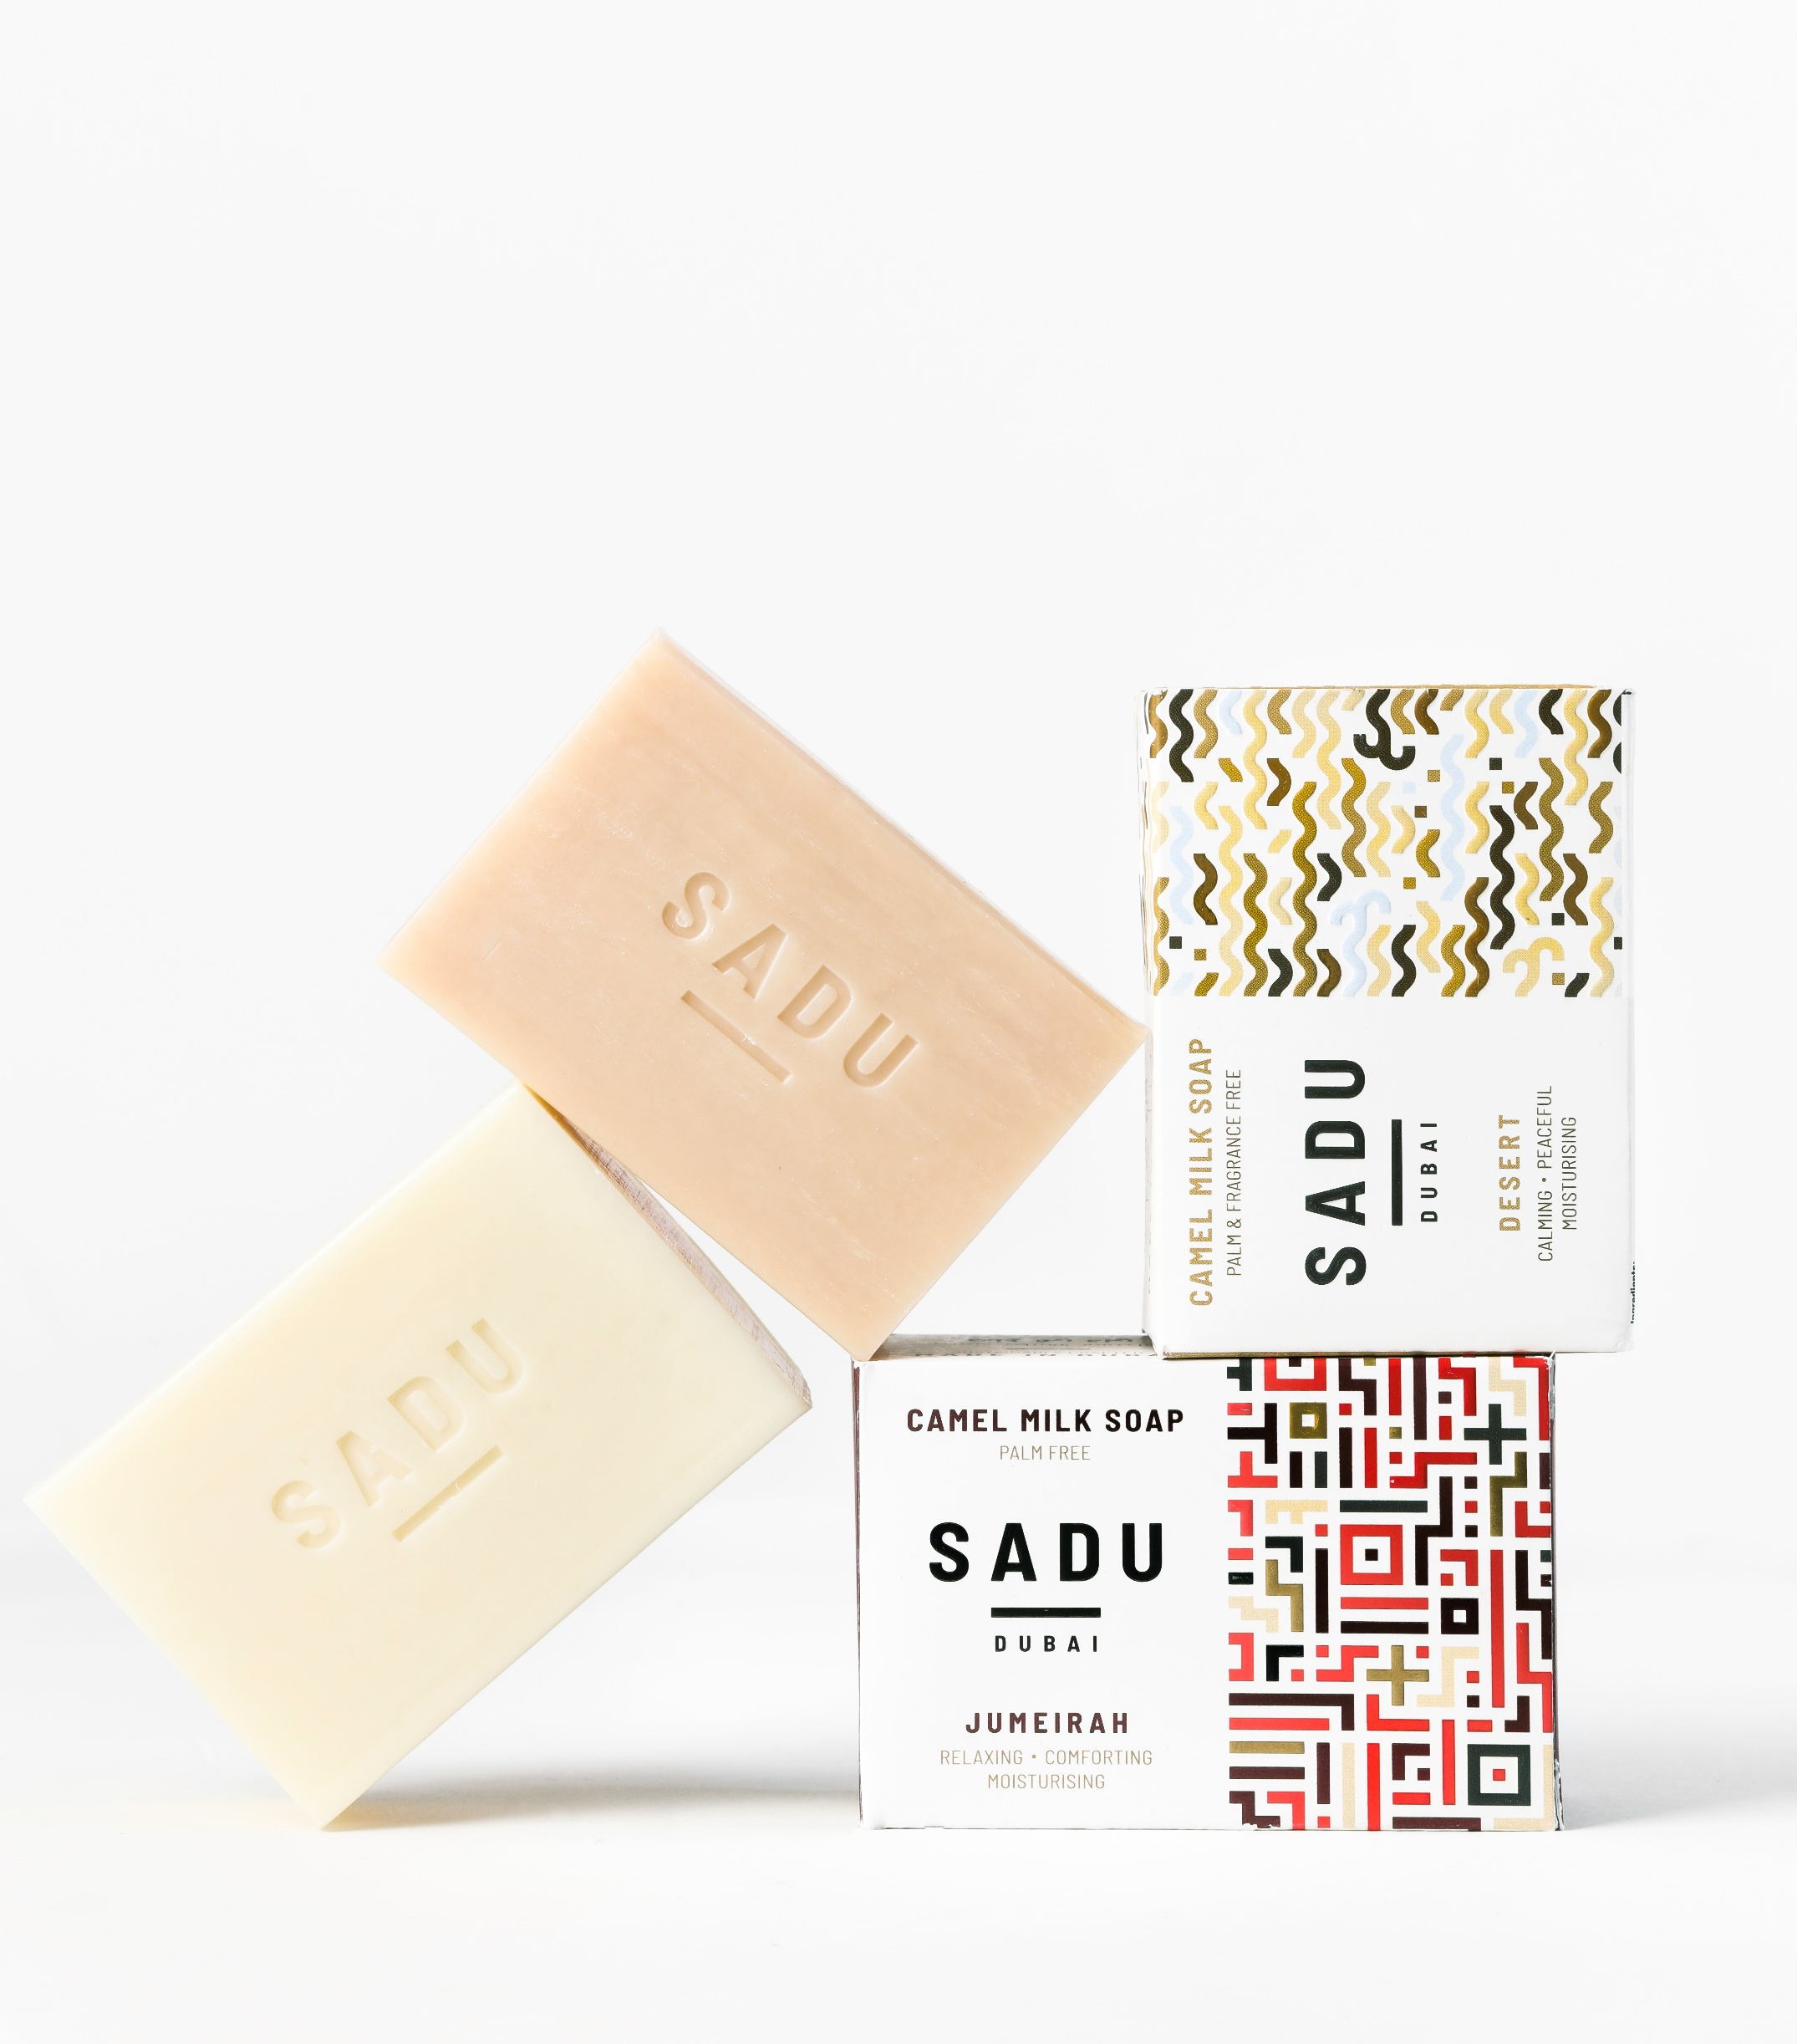 SADU
SADU
CAMEL MILK SOAP
PALM & FRAGRANCE FREE
SADU
DUBAI
DESERT
CALMING • PEACEFUL
MOISTURISING
Ingredients:
CAMEL MILK SOAP
PALM FREE
SADU
DUBAI
JUMEIRAH
RELAXING • COMFORTING
MOISTURISING